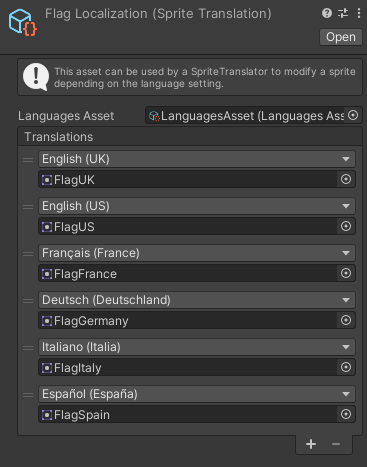 Flag Localization (Sprite Translation)
Open
This asset can be used by a SpriteTranslator to modify a sprite
depending on the language setting.
Languages Asset
LanguagesAsset (Languages Ass
Translations
English (UK)
FlagUK
English (US)
FlagUS
Français (France)
FlagFrance
Deutsch (Deutschland)
FlagGermany
Italiano (Italia)
FlagItaly
Español (España)
FlagSpain